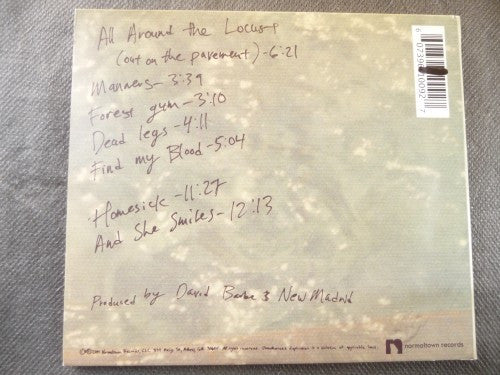 All Around the Locust
(out on the pavement) - 6:21
Manners - 3:39
Forest gum - 3:10
Dead legs - 4:11
Find my Blood - 5:04
Homesick - 11:27
And She Smiles - 12:13
Produced by David Barbe & New Madrid
normaltown records